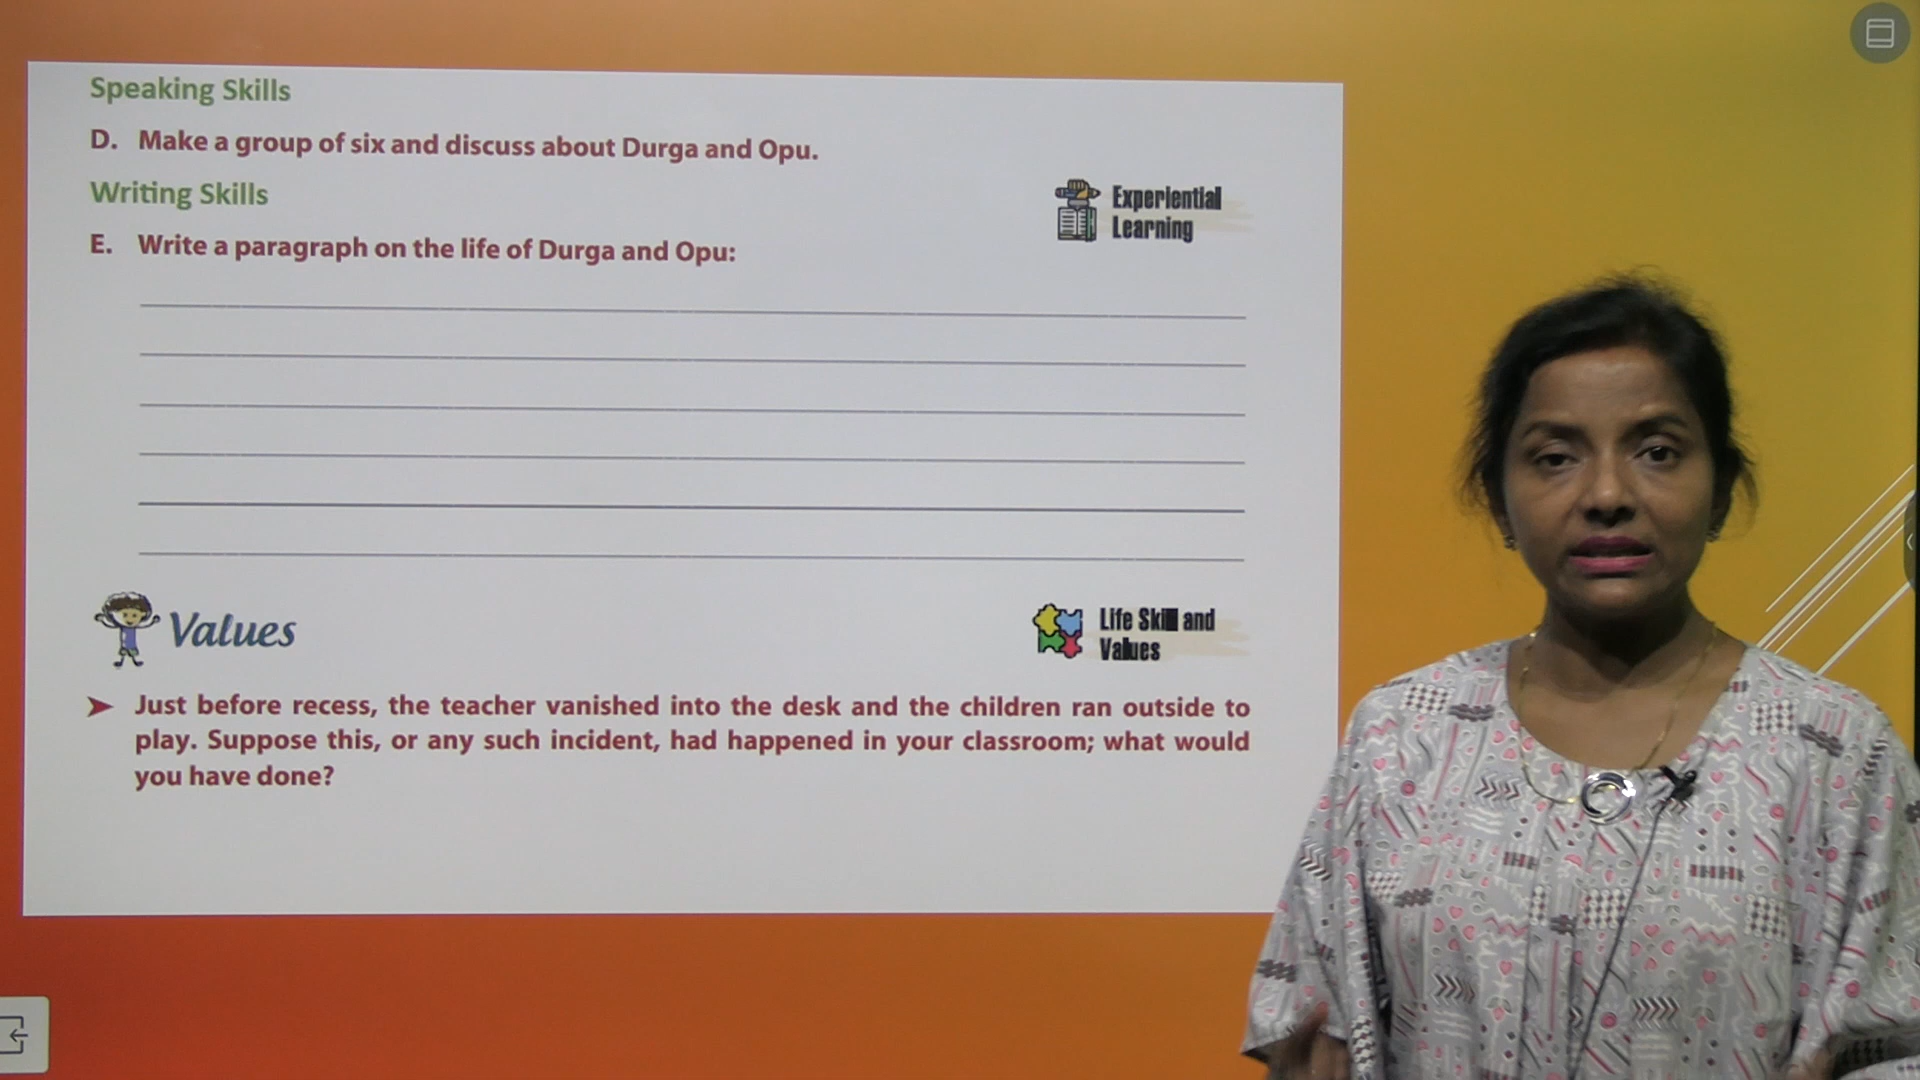 Speaking Skills
D. Make a group of six and discuss about Durga and Opu.
Writing Skills
Experiential
Learning
E. Write a paragraph on the life of Durga and Opu:
Values
Life Skill and
Values
Just before recess, the teacher vanished into the desk and the children ran outside to
play. Suppose this, or any such incident, had happened in your classroom; what would
you have done?